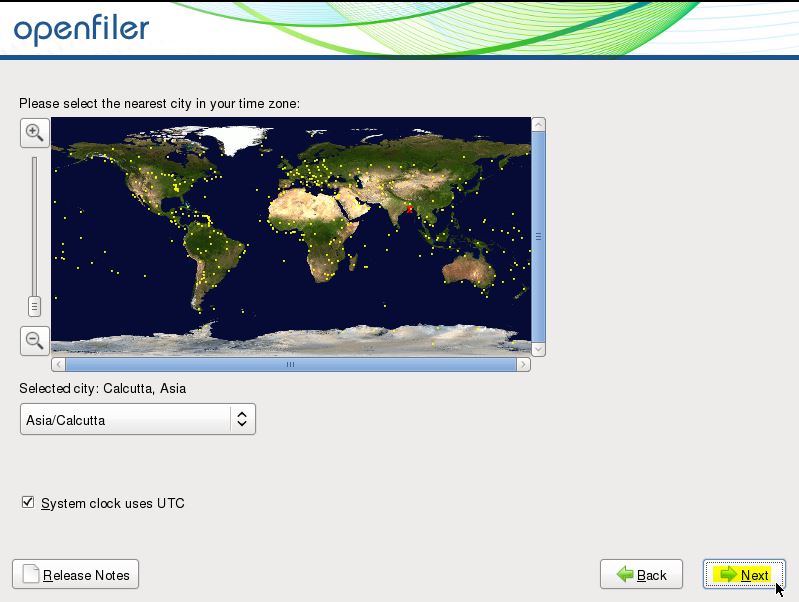 openfiler
Please select the nearest city in your time zone:
Selected city: Calcutta, Asia
Asia/Calcutta
System clock uses UTC
Release Notes
Back
Next